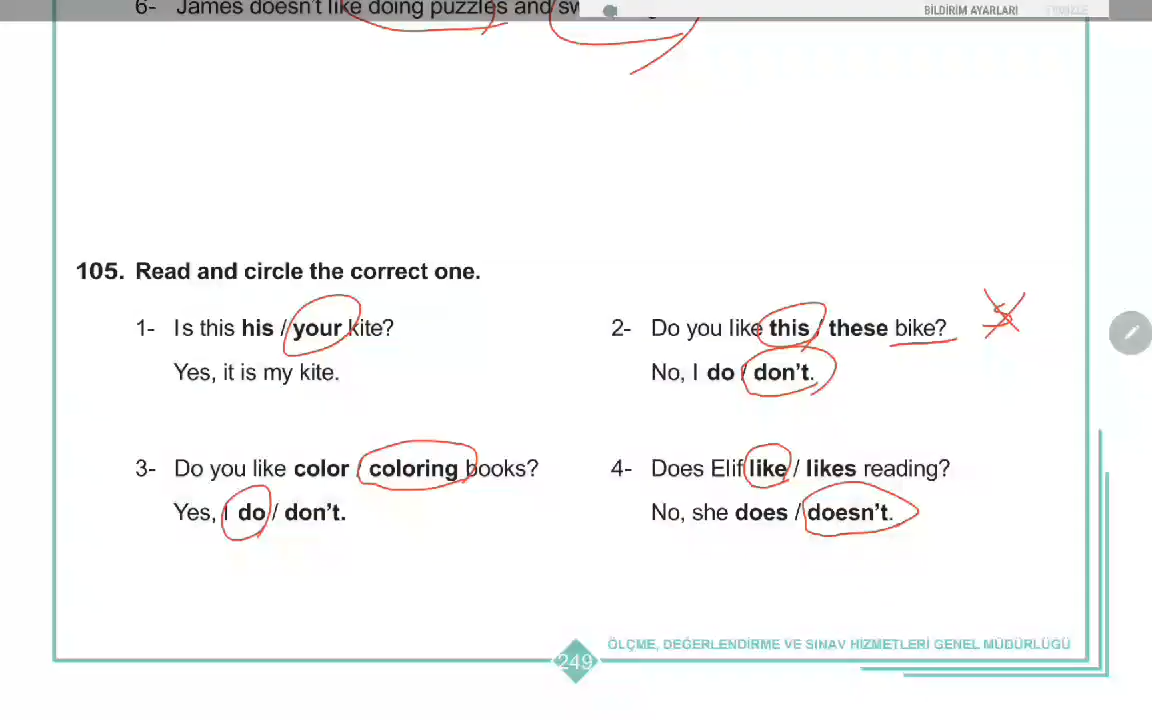 6- James doesn't like doing puzzles and
BİLDİRİM AYARLARI
105. Read and circle the correct one.
1- Is this his / your kite?
Yes, it is my kite.
2- Do you like this / these bike?
No, I do / don't.
3- Do you like color / coloring books?
Yes, I do / don't.
4- Does Elif like / likes reading?
No, she does / doesn't.
ÖLÇME, DEĞERLENDİRME VE SINAV HİZMETLERİ GENEL MÜDÜRLÜĞÜ
249